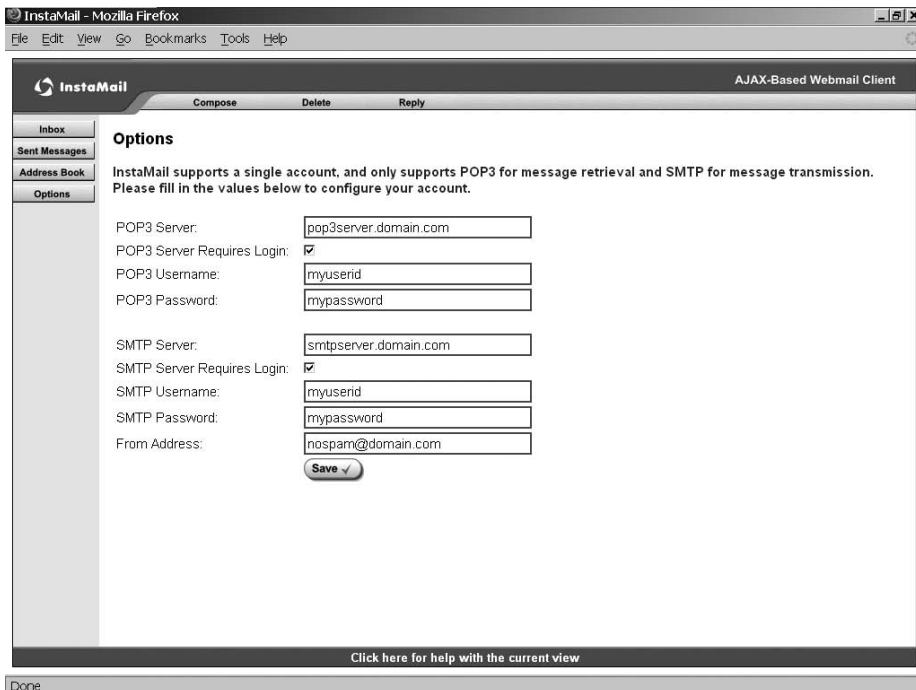 InstaMail - Mozilla Firefox
File Edit View Go Bookmarks Tools Help
InstaMail
AJAX-Based Webmail Client
Compose Delete Reply
Inbox
Sent Messages
Address Book
Options
Options
InstaMail supports a single account, and only supports POP3 for message retrieval and SMTP for message transmission.
Please fill in the values below to configure your account.
POP3 Server: pop3server.domain.com
POP3 Server Requires Login:
POP3 Username: myuserid
POP3 Password: mypassword
SMTP Server: smtpserver.domain.com
SMTP Server Requires Login:
SMTP Username: myuserid
SMTP Password: mypassword
From Address: nospam@domain.com
Save
Click here for help with the current view
Done